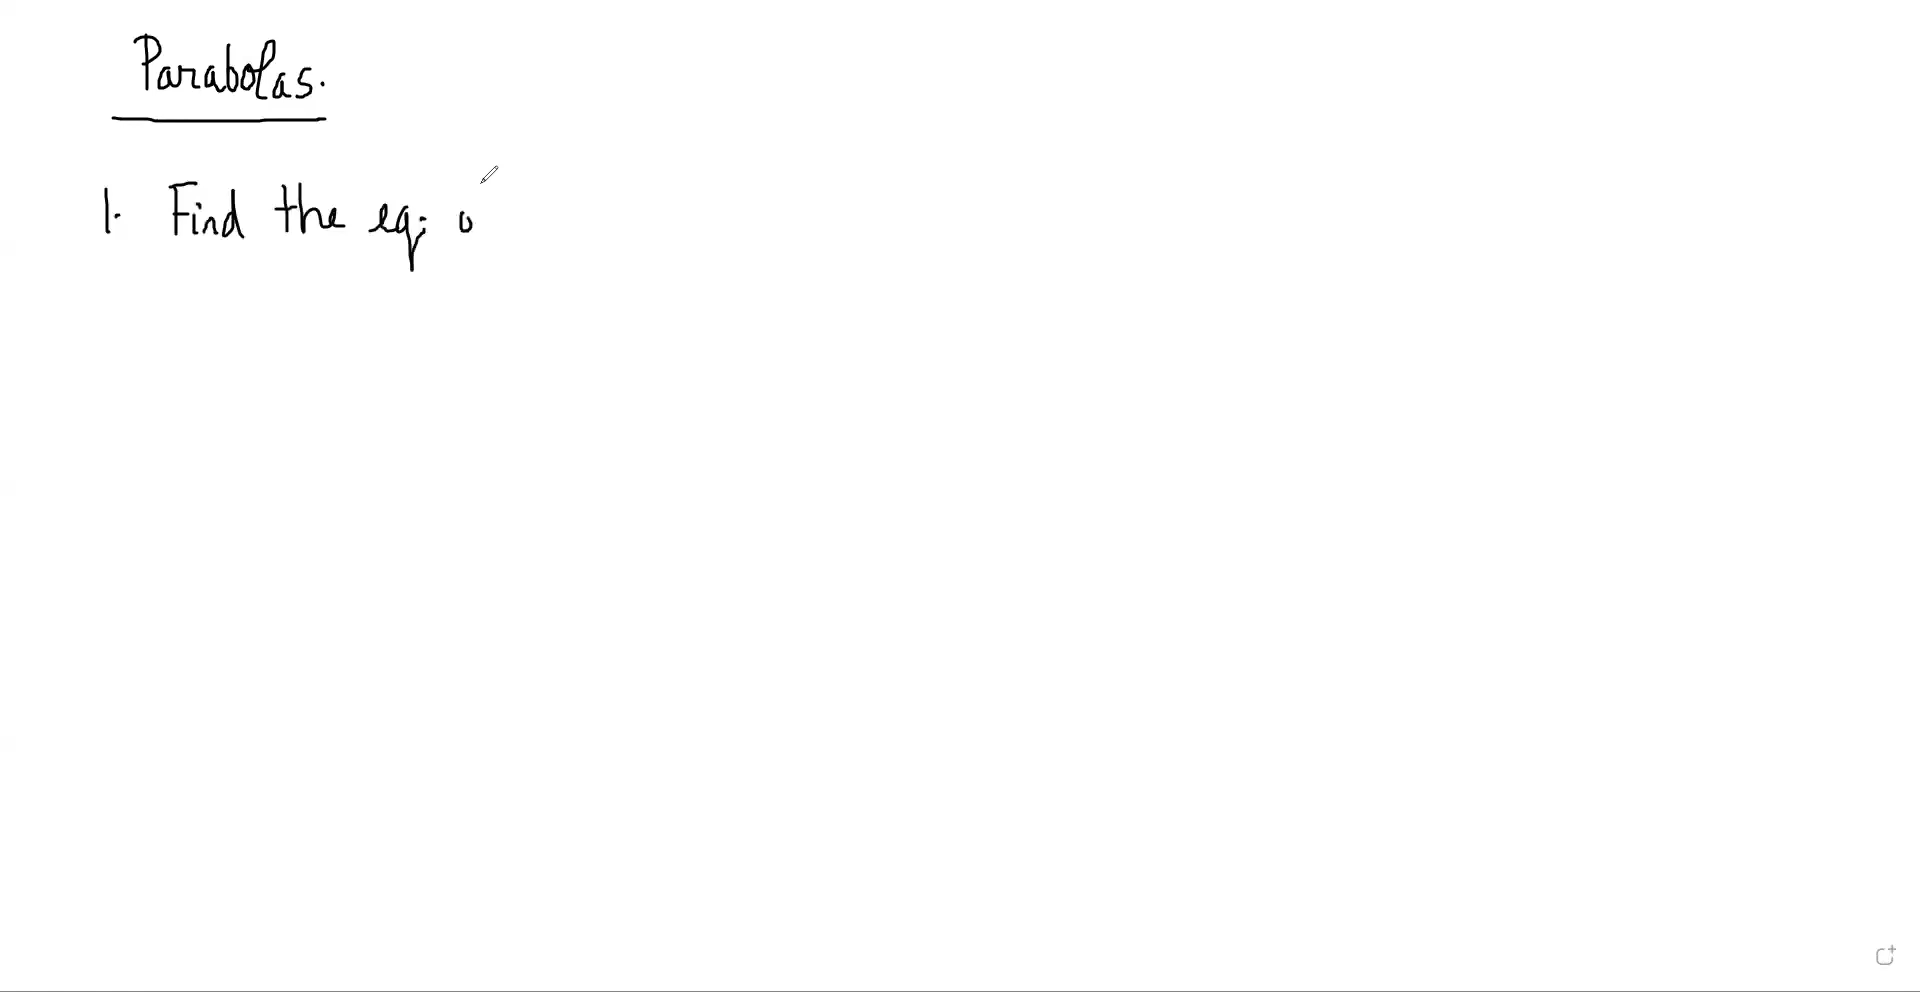 Parabolas.
1. Find the eq: o